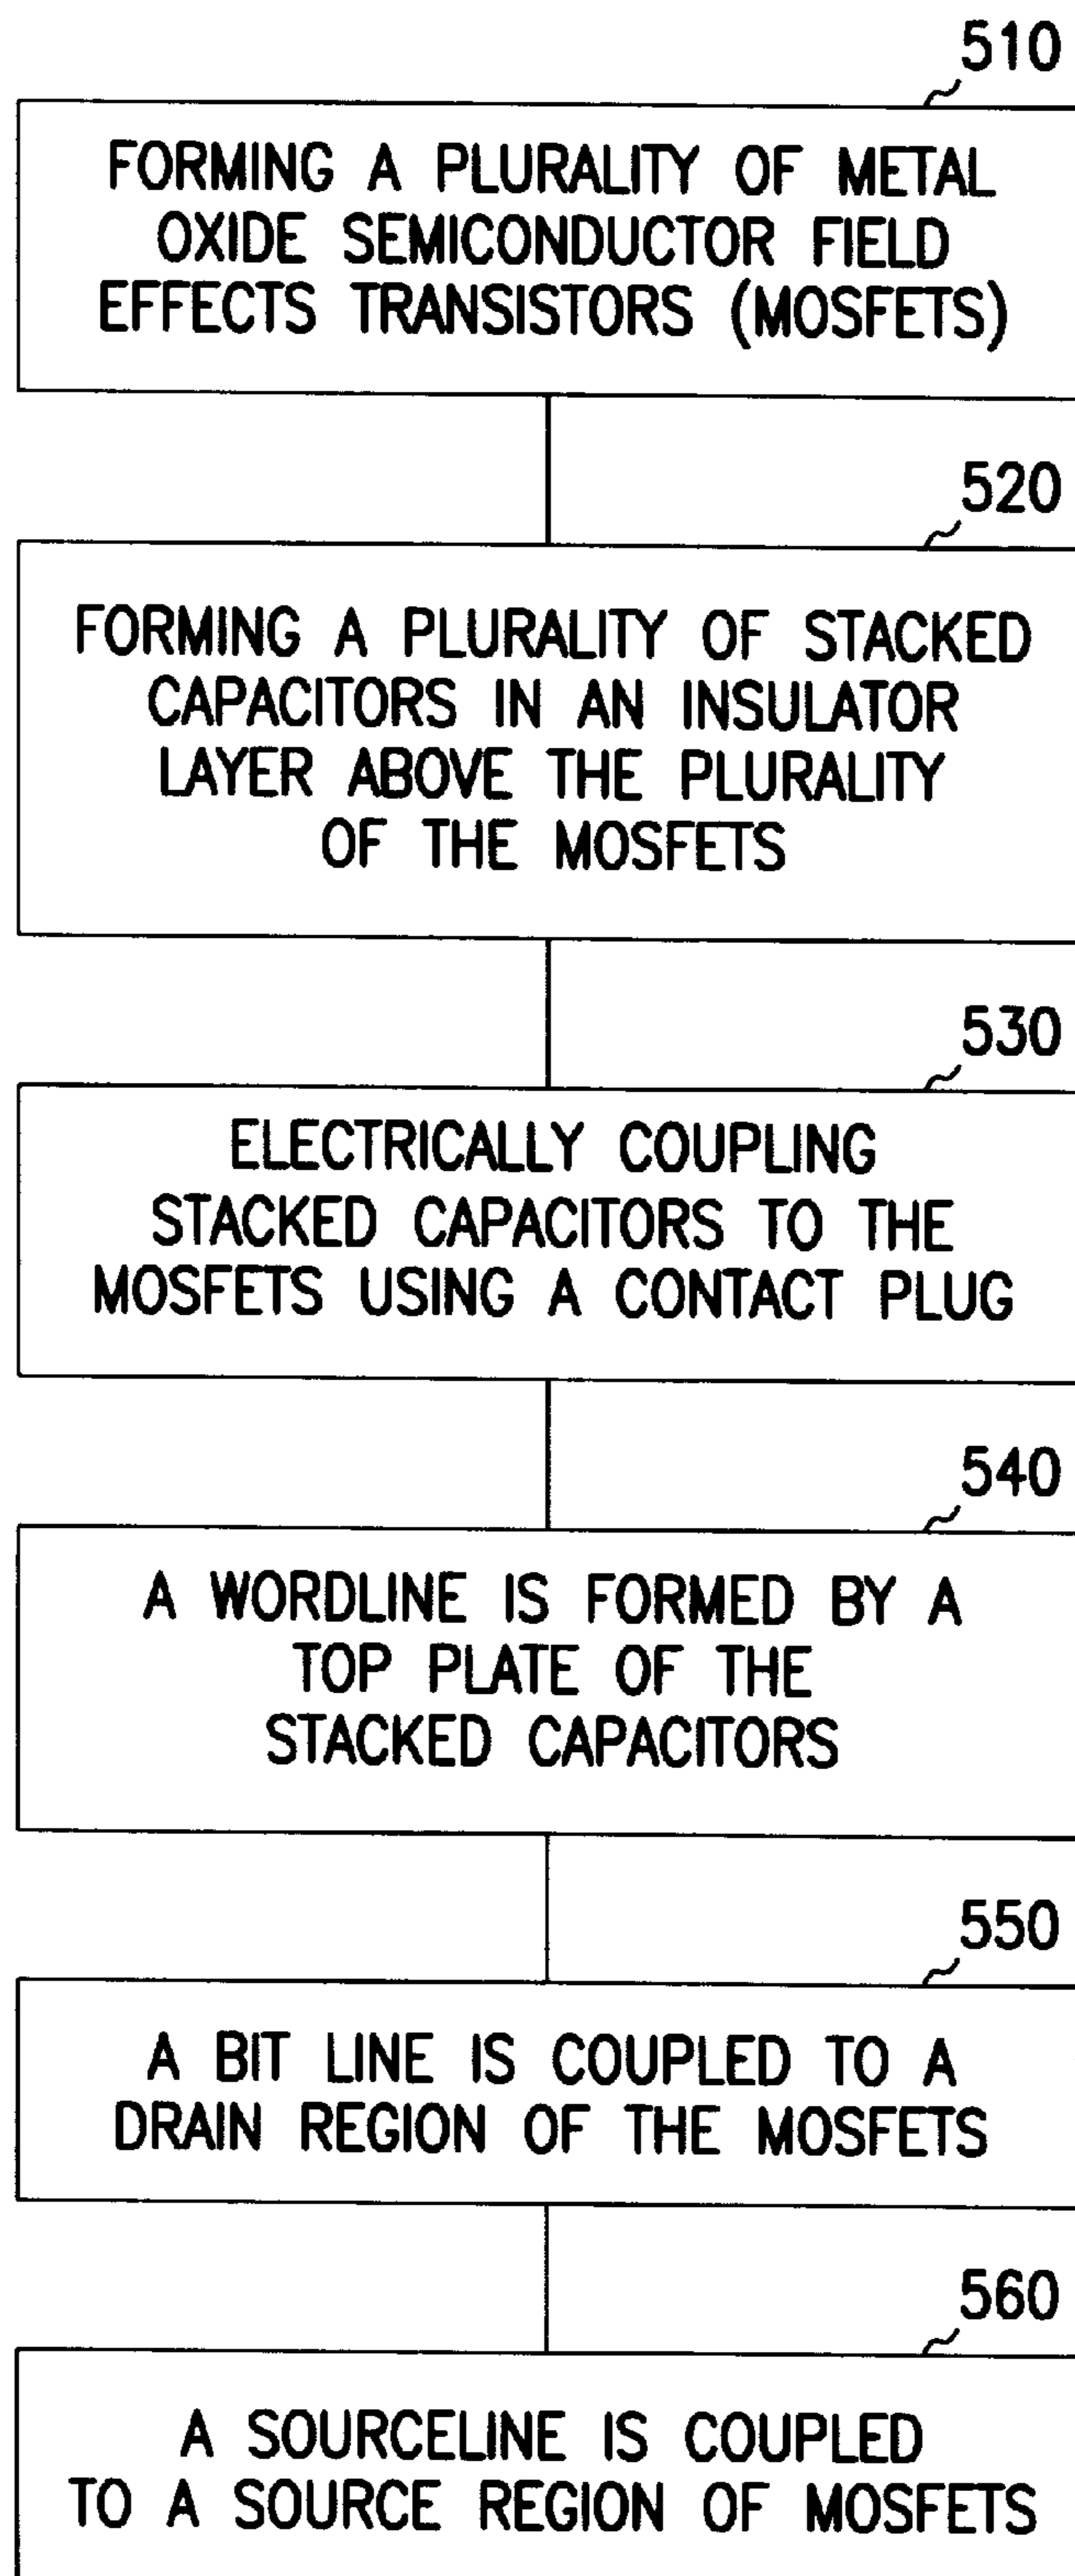 510
FORMING A PLURALITY OF METAL
OXIDE SEMICONDUCTOR FIELD
EFFECTS TRANSISTORS (MOSFETS)
520
FORMING A PLURALITY OF STACKED
CAPACITORS IN AN INSULATOR
LAYER ABOVE THE PLURALITY
OF THE MOSFETS
530
ELECTRICALLY COUPLING
STACKED CAPACITORS TO THE
MOSFETS USING A CONTACT PLUG
540
A WORDLINE IS FORMED BY A
TOP PLATE OF THE
STACKED CAPACITORS
550
A BIT LINE IS COUPLED TO A
DRAIN REGION OF THE MOSFETS
560
A SOURCELINE IS COUPLED
TO A SOURCE REGION OF MOSFETS